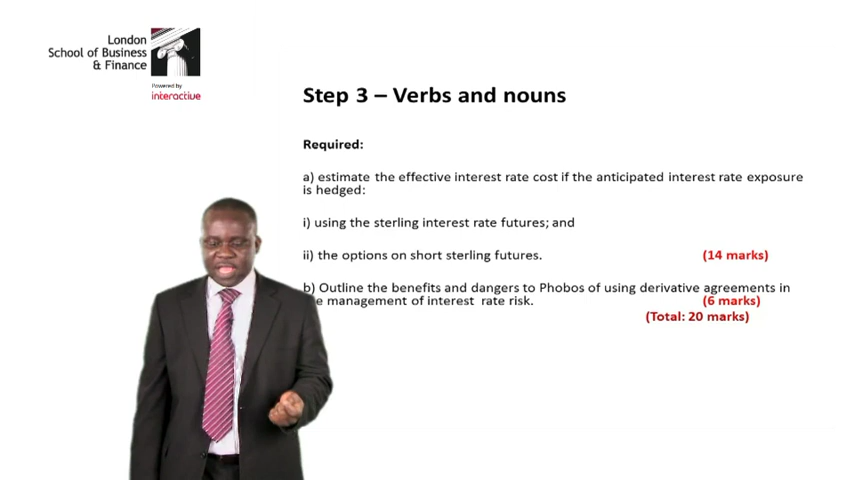 London
School of Business
& Finance
Powered by
interactive
Step 3 – Verbs and nouns
Required:
a) estimate the effective interest rate cost if the anticipated interest rate exposure
is hedged:
i) using the sterling interest rate futures; and
ii) the options on short sterling futures. (14 marks)
b) Outline the benefits and dangers to Phobos of using derivative agreements in
management of interest rate risk. (6 marks)
(Total: 20 marks)